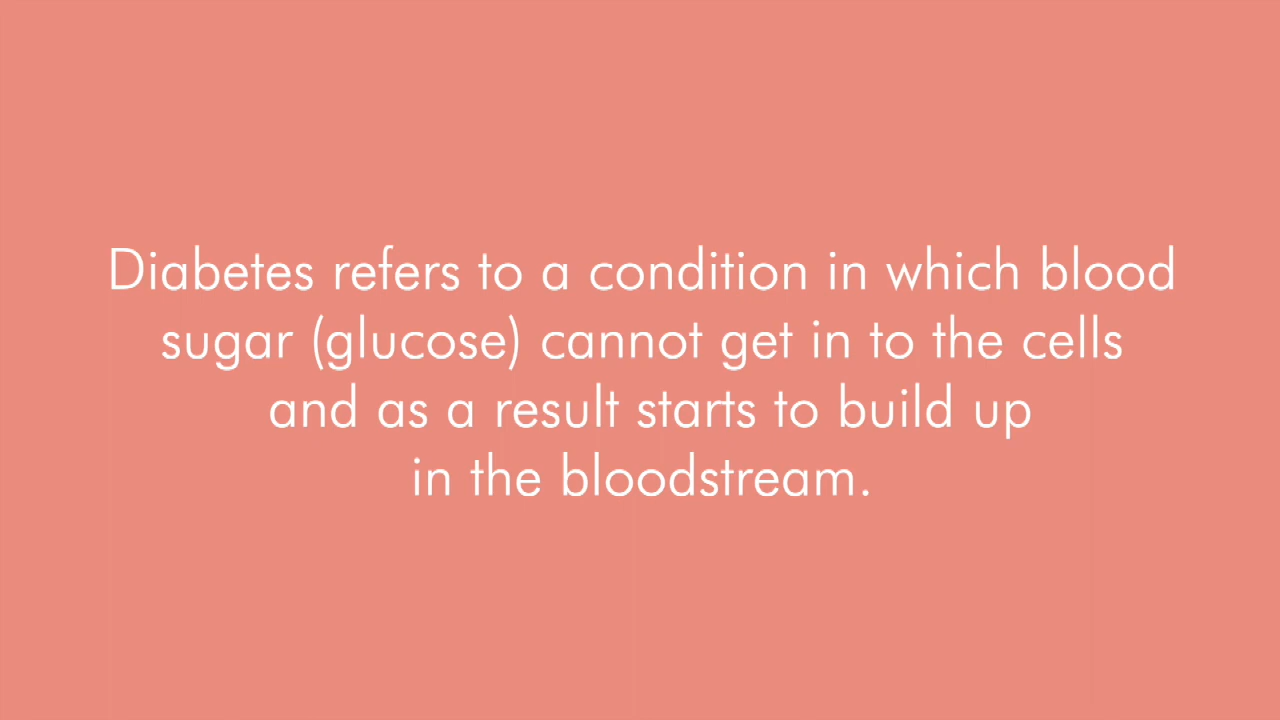 Diabetes refers to a condition in which blood
sugar (glucose) cannot get in to the cells
and as a result starts to build up
in the bloodstream.